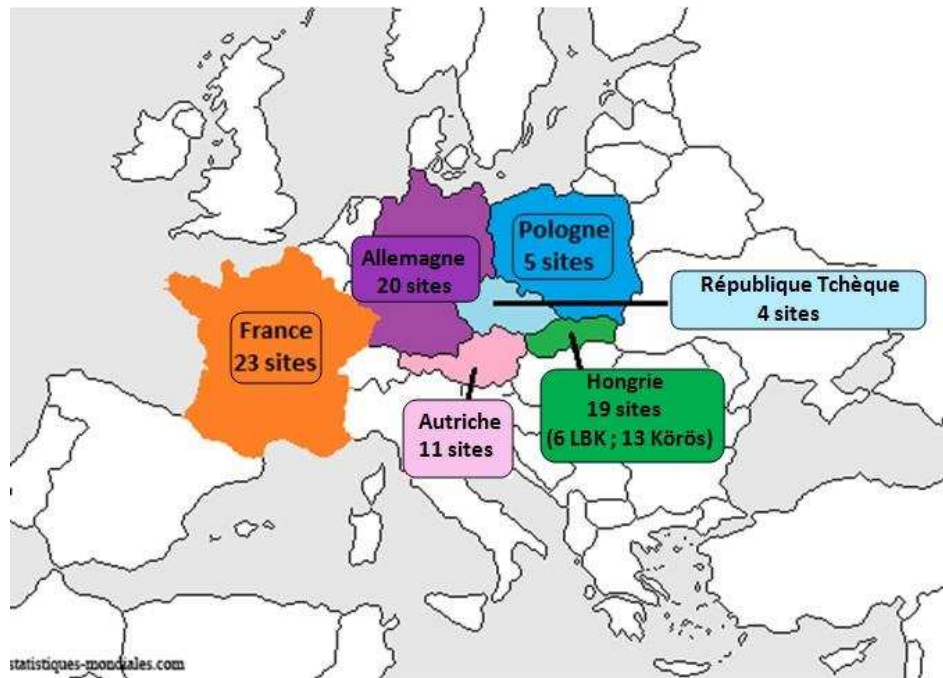 Pologne
5 sites
Allemagne
20 sites
République Tchèque
4 sites
France
23 sites
Hongrie
19 sites
(6 LBK ; 13 Körös)
Autriche
11 sites
statistiques-mondiales.com